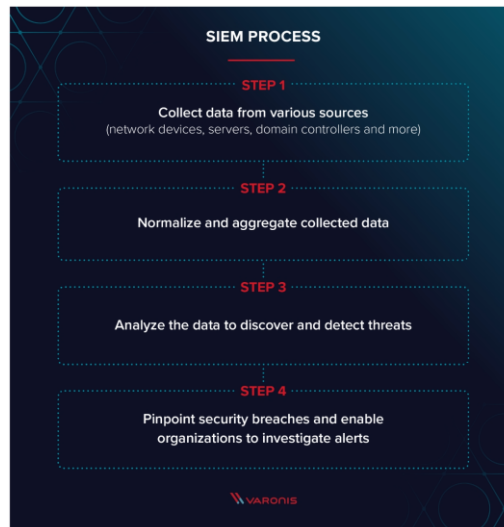 SIEM PROCESS
STEP 1
Collect data from various sources
(network devices, servers, domain controllers and more)
STEP 2
Normalize and aggregate collected data
STEP 3
Analyze the data to discover and detect threats
STEP 4
Pinpoint security breaches and enable
organizations to investigate alerts
VARONIS